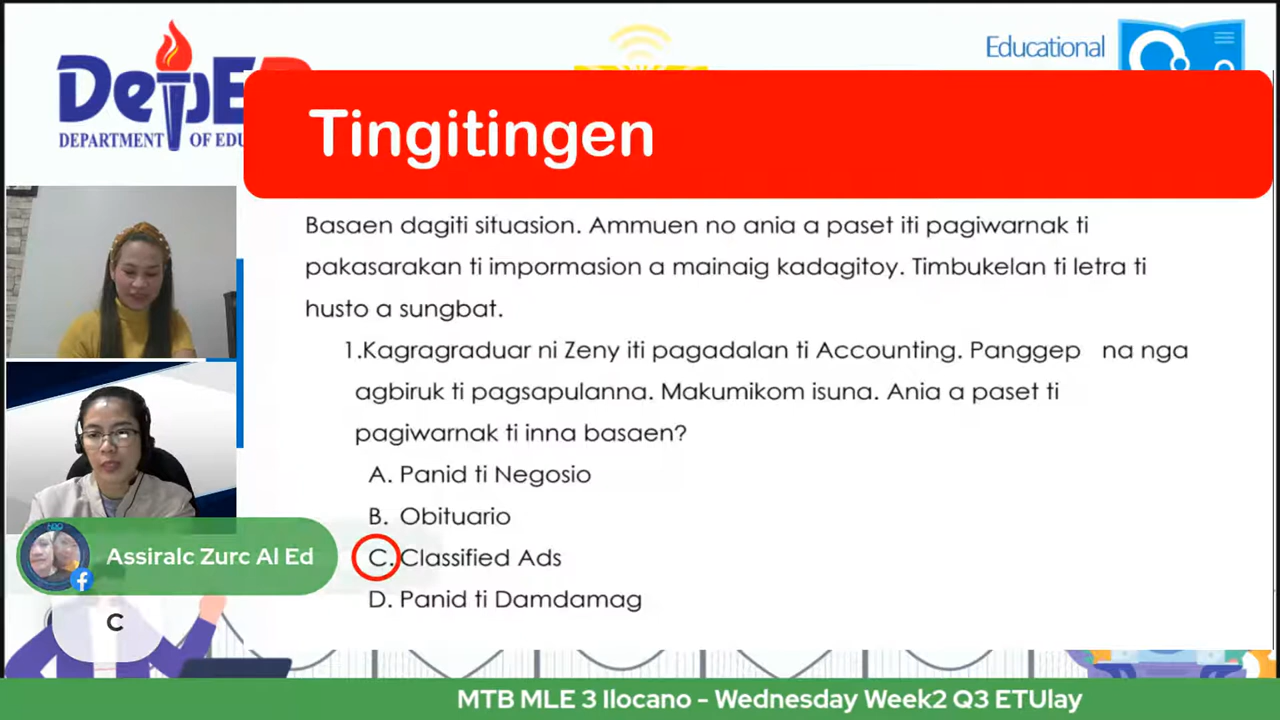 DepED
DEPARTMENT OF EDU
Educational
Tingitingen
Basaen dagiti situasion. Ammuen no ania a paset iti pagiwarnak ti
pakasarakan ti impormasion a mainaig kadagitoy. Timbukelan ti letra ti
husto a sungbat.
1.Kagragraduar ni Zeny iti pagadalan ti Accounting. Panggep na nga
agbiruk ti pagsapulanna. Makumikom isuna. Ania a paset ti
pagiwarnak ti inna basaen?
A. Panid ti Negosio
B. Obituario
C. Classified Ads
D. Panid ti Damdamag
Assiralc Zurc Al Ed
C
MTB MLE 3 Ilocano - Wednesday Week2 Q3 ETUlay